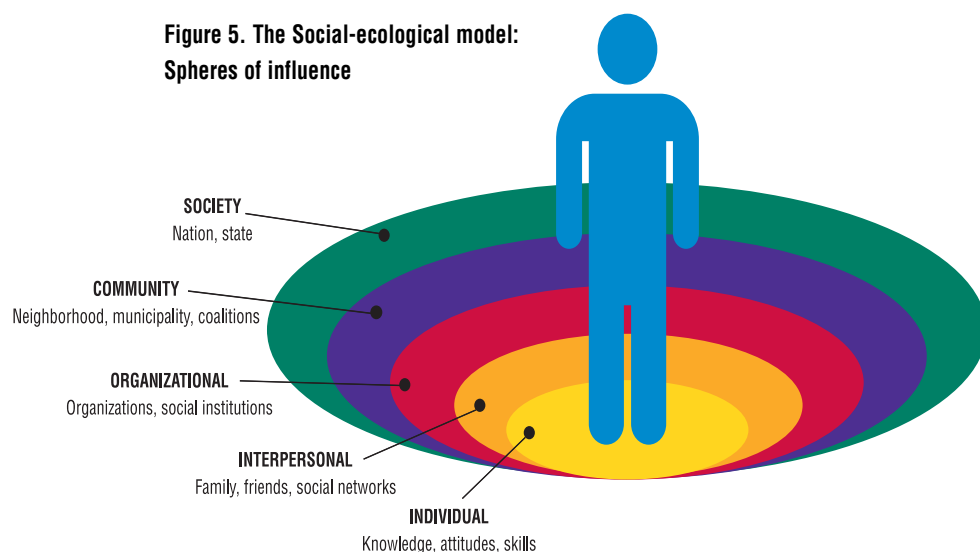 Figure 5. The Social-ecological model:
Spheres of influence
SOCIETY
Nation, state
COMMUNITY
Neighborhood, municipality, coalitions
ORGANIZATIONAL
Organizations, social institutions
INTERPERSONAL
Family, friends, social networks
INDIVIDUAL
Knowledge, attitudes, skills